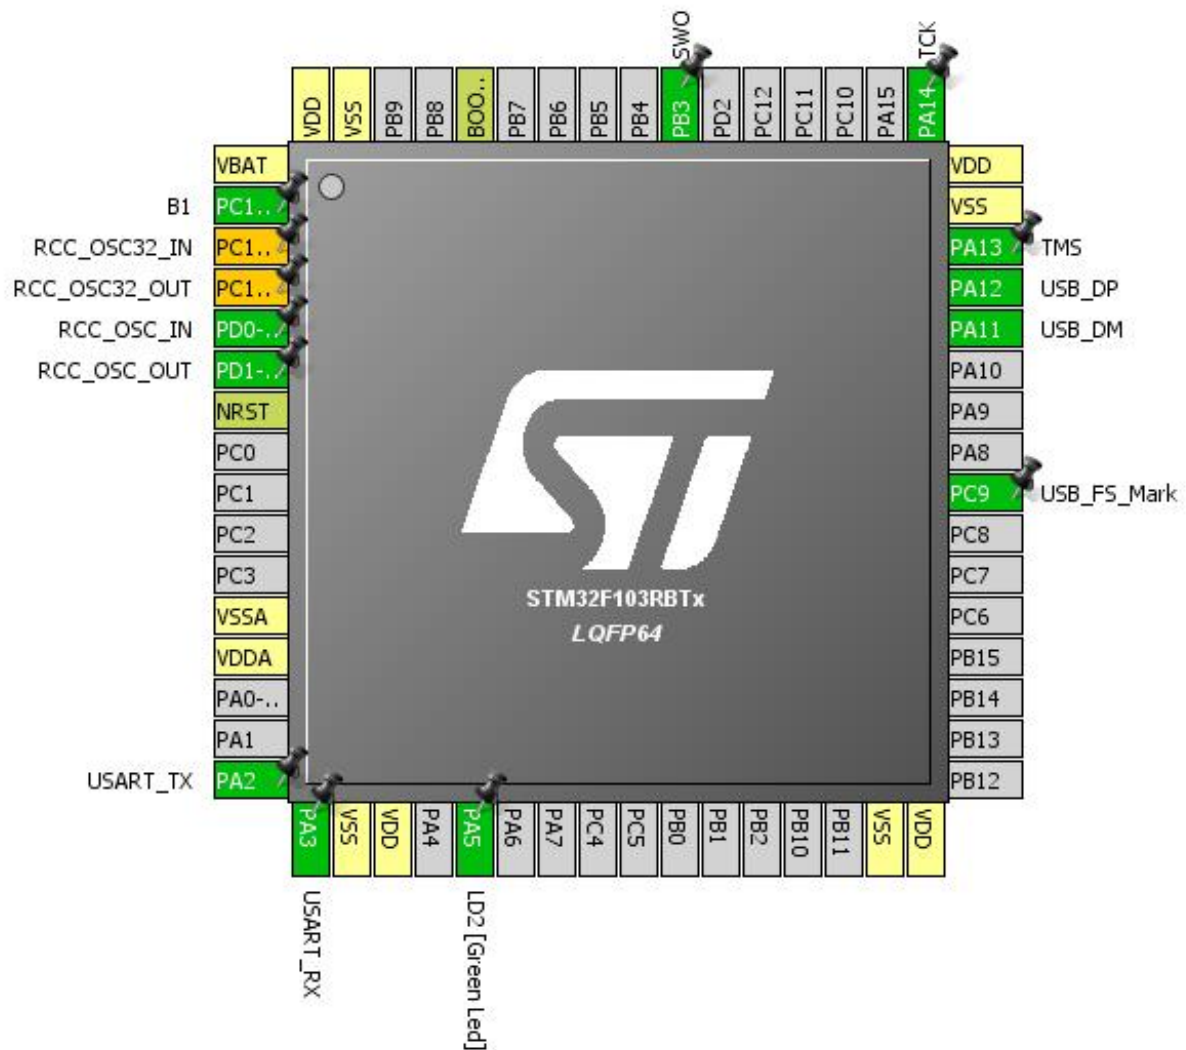 SWO
TCK
VDD
VSS
PB9
PB8
BOO..
PB7
PB6
PB5
PB4
PB3
PD2
PC12
PC11
PC10
PA15
PA14
VBAT
B1 PC1..
RCC_OSC32_IN PC1..
RCC_OSC32_OUT PC1..
RCC_OSC_IN PD0-..
RCC_OSC_OUT PD1-..
NRST
PC0
PC1
PC2
PC3
VSSA
VDDA
PA0-..
PA1
USART_TX PA2
ST
STM32F103RBTx
LQFP64
VDD
VSS
PA13 TMS
PA12 USB_DP
PA11 USB_DM
PA10
PA9
PA8
PC9 USB_FS_Mark
PC8
PC7
PC6
PB15
PB14
PB13
PB12
PA3
VSS
VDD
PA4
PA5
PA6
PA7
PC4
PC5
PB0
PB1
PB2
PB10
PB11
VSS
VDD
USART_RX
LD2 [Green Led]